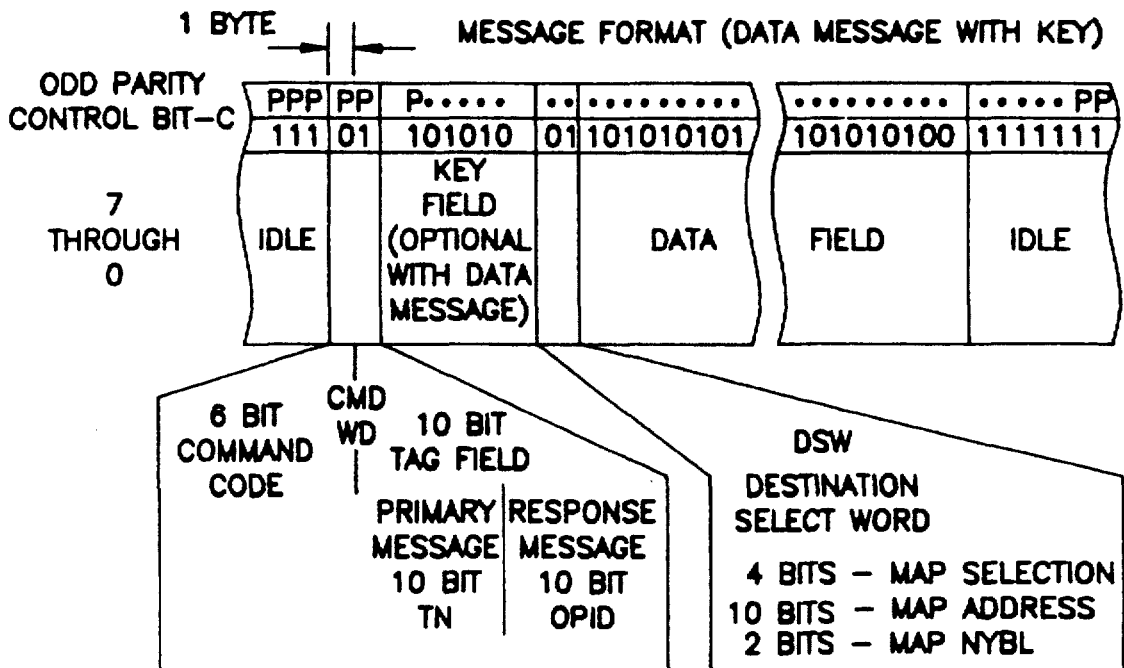 1 BYTE
MESSAGE FORMAT (DATA MESSAGE WITH KEY)
ODD PARITY
CONTROL BIT-C
PPP PP P••••• •• ••••••••• ••••••••• ••••• PP
111 01 101010 01 101010101 101010100 1111111
7
THROUGH
0
IDLE
KEY
FIELD
(OPTIONAL
WITH DATA
MESSAGE)
DATA FIELD IDLE
6 BIT
COMMAND
CODE
CMD
WD
10 BIT
TAG FIELD
PRIMARY
MESSAGE
10 BIT
TN
RESPONSE
MESSAGE
10 BIT
OPID
DSW
DESTINATION
SELECT WORD
4 BITS - MAP SELECTION
10 BITS - MAP ADDRESS
2 BITS - MAP NYBL